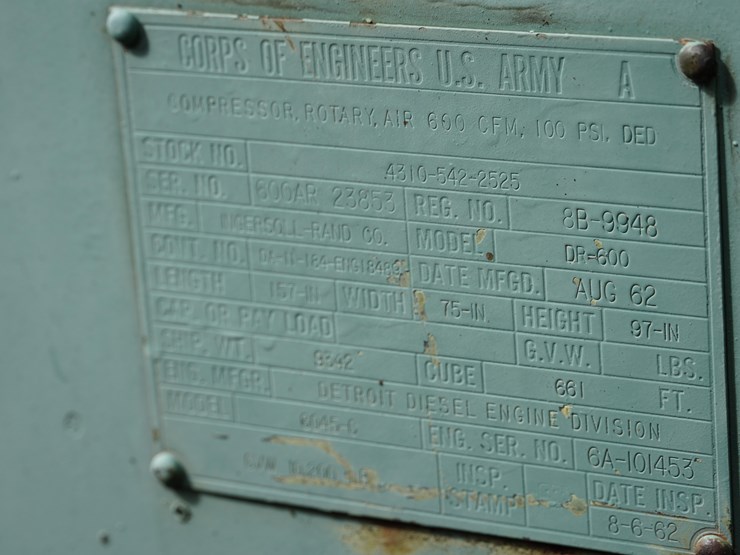 CORPS OF ENGINEERS U.S. ARMY A
COMPRESSOR, ROTARY, AIR 600 CFM, 100 PSI, DED
STOCK NO. 4310-542-2525
SER. NO. 600AR 23853 REG. NO. 8B-9948
MFG. INGERSOLL-RAND CO. MODEL DR-600
CONT. NO. DATE MFGD. AUG 62
LENGTH 157-IN WIDTH 75-IN. HEIGHT 97-IN
CAP. OR PAY LOAD G.V.W. LBS.
SHIP. WT. 9342 CUBE 661 FT.
ENG. MFGR. DETROIT DIESEL ENGINE DIVISION
MODEL ENG. SER. NO. 6A-101453
INSP. STAMP DATE INSP.
8-6-62